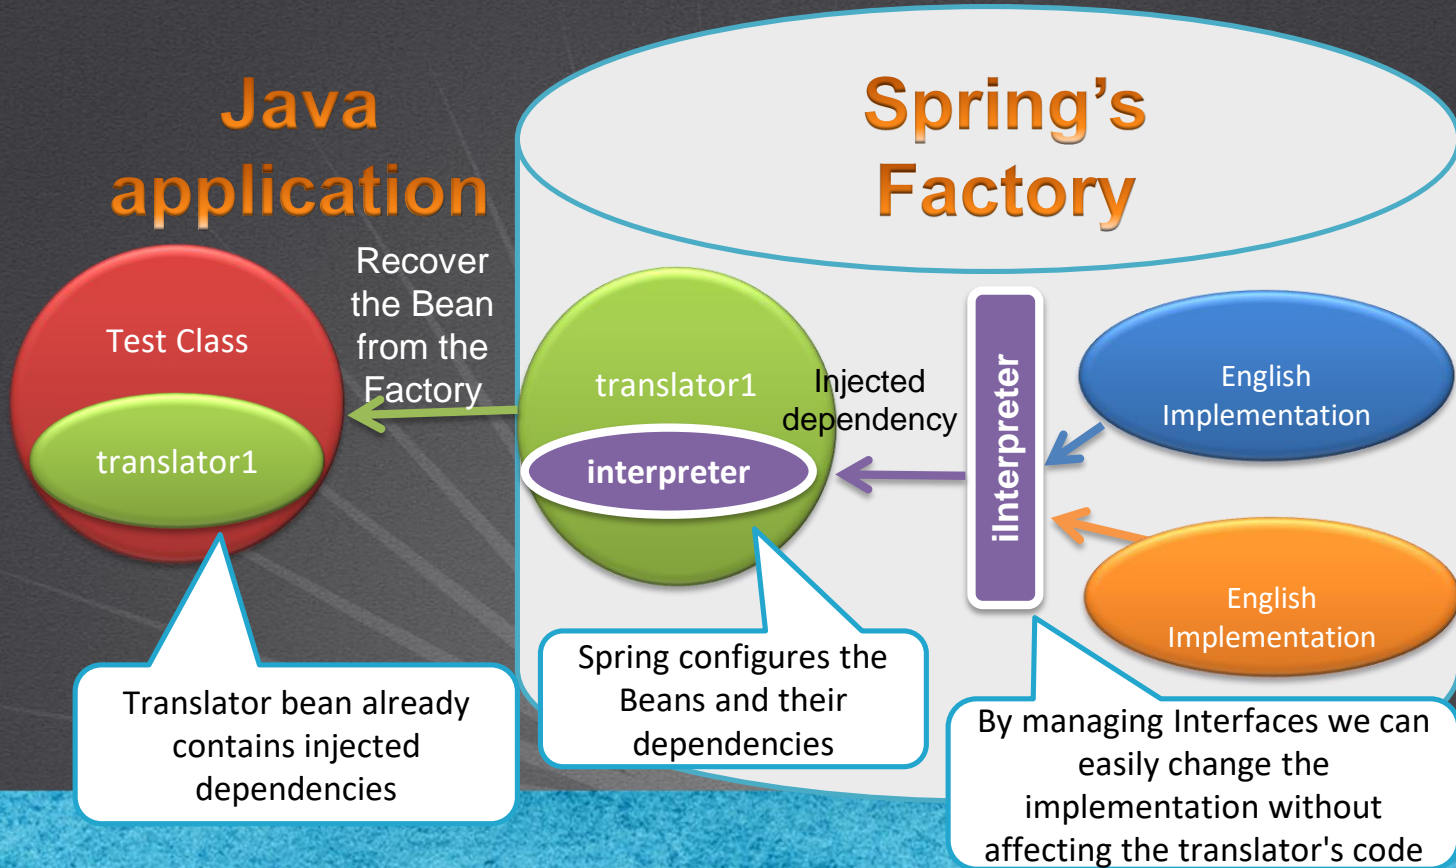 Java
application
Spring’s
Factory
Recover
the Bean
from the
Factory
Test Class
translator1
translator1
interpreter
Injected
dependency
iInterpreter
English
Implementation
English
Implementation
Translator bean already
contains injected
dependencies
Spring configures the
Beans and their
dependencies
By managing Interfaces we can
easily change the
implementation without
affecting the translator's code